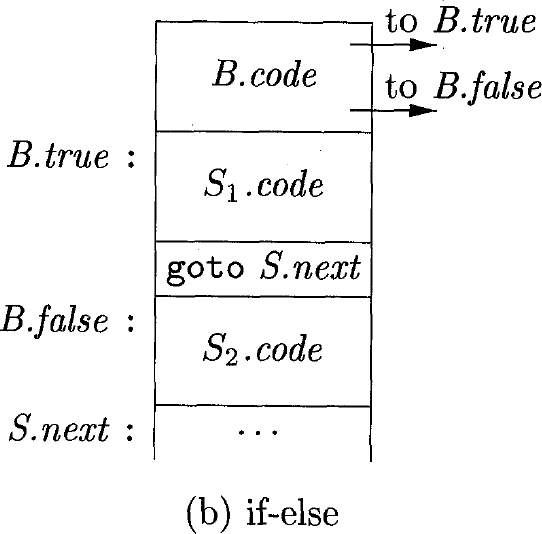 to B.true
B.code
to B.false
B.true :
S₁.code
goto S.next
B.false :
S₂.code
S.next :
...
(b) if-else